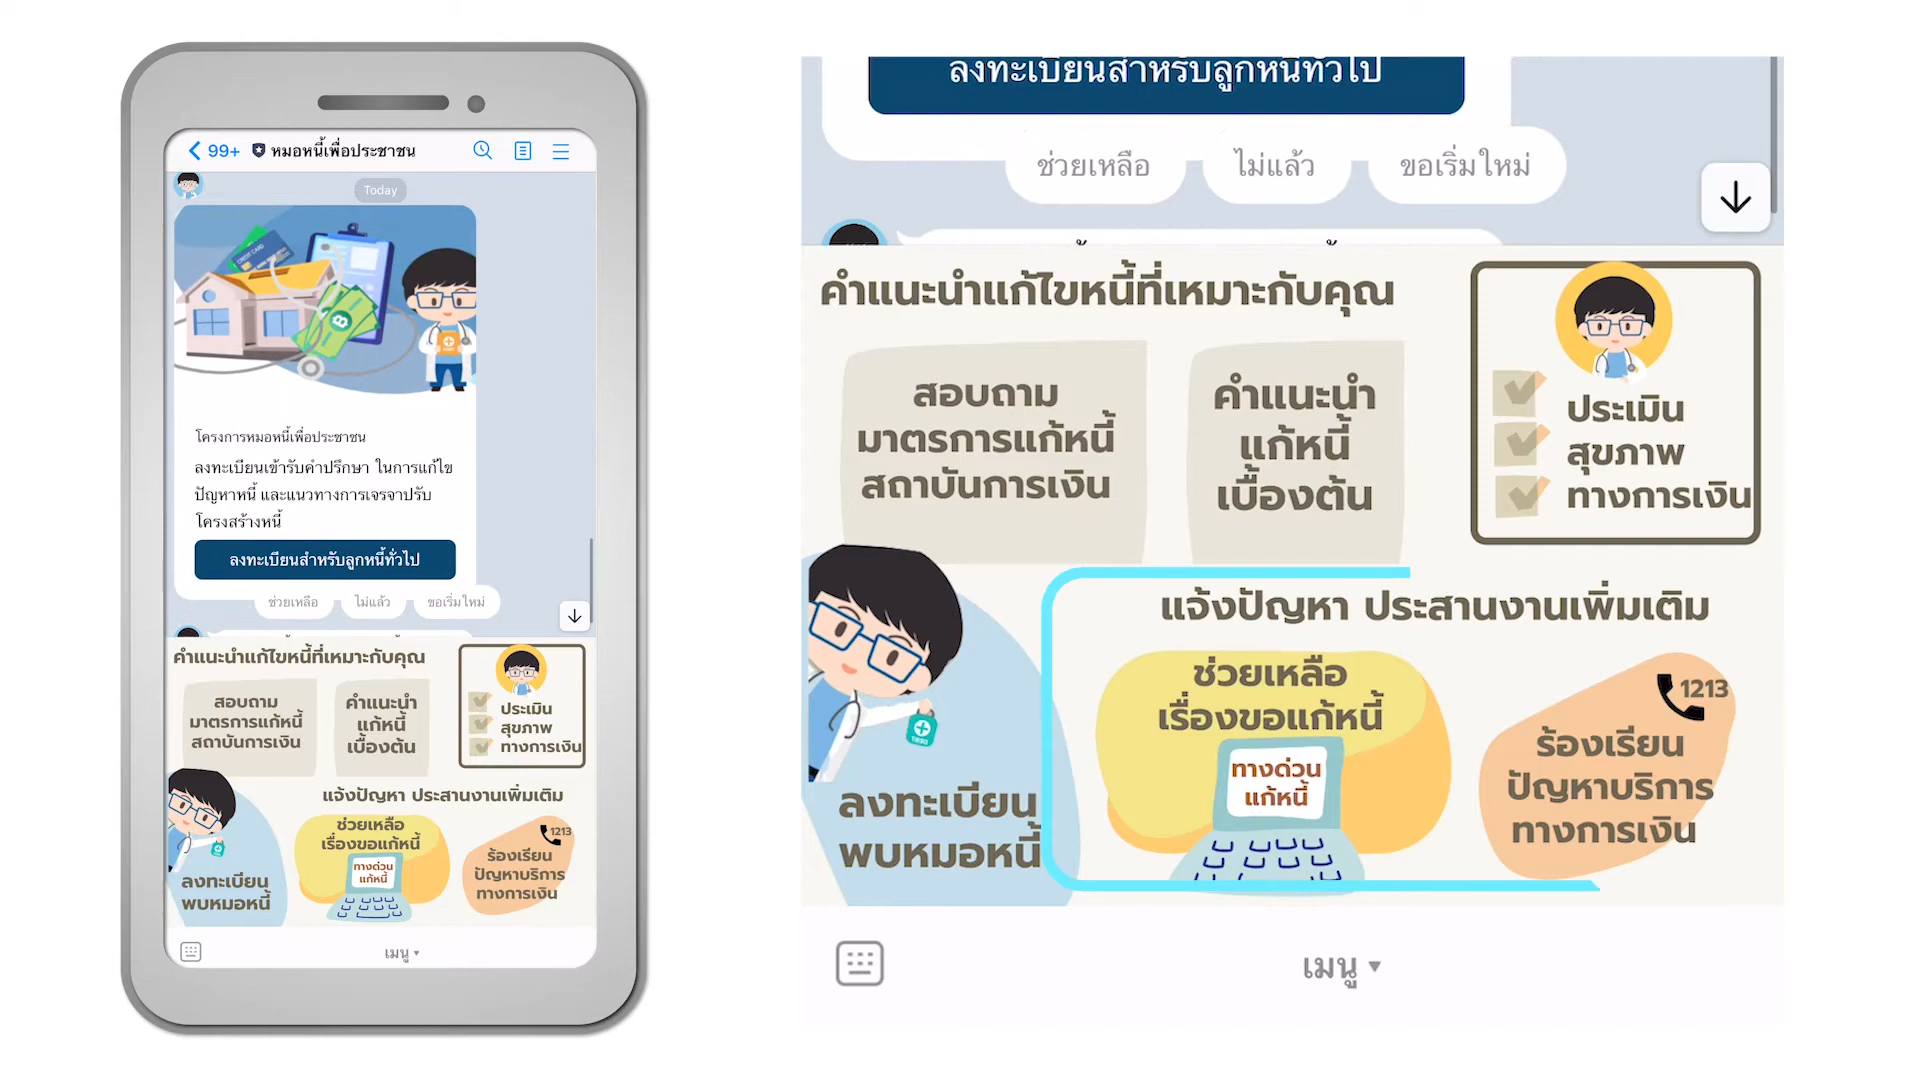 99+ หมอหนี้เพื่อประชาชน
Today
CREDIT CARD
โครงการหมอหนี้เพื่อประชาชน
ลงทะเบียนเข้ารับคำปรึกษา ในการแก้ไข
ปัญหาหนี้ และแนวทางการเจรจาปรับ
โครงสร้างหนี้
ลงทะเบียนสำหรับลูกหนี้ทั่วไป
ช่วยเหลือ ไม่แล้ว ขอเริ่มใหม่
คำแนะนำแก้ไขหนี้ที่เหมาะกับคุณ
สอบถาม
มาตรการแก้หนี้
สถาบันการเงิน
คำแนะนำ
แก้หนี้
เบื้องต้น
ประเมิน
สุขภาพ
ทางการเงิน
แจ้งปัญหา ประสานงานเพิ่มเติม
ลงทะเบียน
พบหมอหนี้
ช่วยเหลือ
เรื่องขอแก้หนี้
ทางด่วน
แก้หนี้
1213
ร้องเรียน
ปัญหาบริการ
ทางการเงิน
เมนู
ลงทะเบียนสำหรับลูกหนี้ทั่วไป
ช่วยเหลือ ไม่แล้ว ขอเริ่มใหม่
คำแนะนำแก้ไขหนี้ที่เหมาะกับคุณ
สอบถาม
มาตรการแก้หนี้
สถาบันการเงิน
คำแนะนำ
แก้หนี้
เบื้องต้น
ประเมิน
สุขภาพ
ทางการเงิน
แจ้งปัญหา ประสานงานเพิ่มเติม
ลงทะเบียน
พบหมอหนี้
ช่วยเหลือ
เรื่องขอแก้หนี้
ทางด่วน
แก้หนี้
1213
ร้องเรียน
ปัญหาบริการ
ทางการเงิน
เมนู